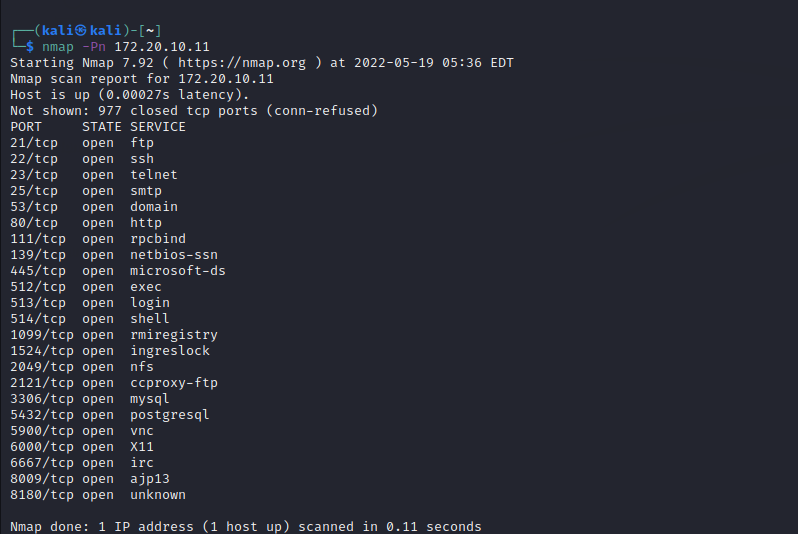 ┌──(kali㉿kali)-[~]
└─$ nmap -Pn 172.20.10.11
Starting Nmap 7.92 ( https://nmap.org ) at 2022-05-19 05:36 EDT
Nmap scan report for 172.20.10.11
Host is up (0.00027s latency).
Not shown: 977 closed tcp ports (conn-refused)
PORT     STATE SERVICE
21/tcp   open  ftp
22/tcp   open  ssh
23/tcp   open  telnet
25/tcp   open  smtp
53/tcp   open  domain
80/tcp   open  http
111/tcp  open  rpcbind
139/tcp  open  netbios-ssn
445/tcp  open  microsoft-ds
512/tcp  open  exec
513/tcp  open  login
514/tcp  open  shell
1099/tcp open  rmiregistry
1524/tcp open  ingreslock
2049/tcp open  nfs
2121/tcp open  ccproxy-ftp
3306/tcp open  mysql
5432/tcp open  postgresql
5900/tcp open  vnc
6000/tcp open  X11
6667/tcp open  irc
8009/tcp open  ajp13
8180/tcp open  unknown
Nmap done: 1 IP address (1 host up) scanned in 0.11 seconds